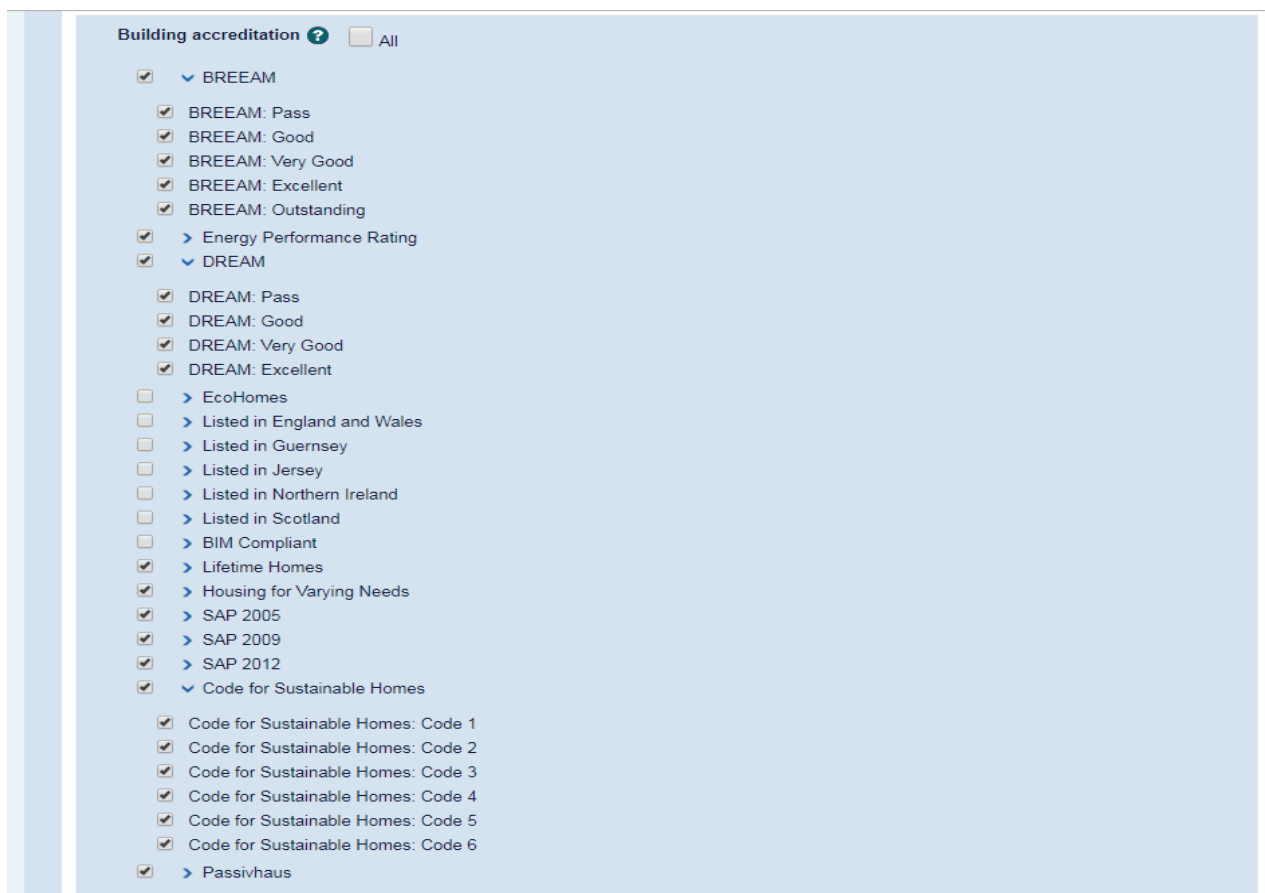 Building accreditation ? All
BREEAM
BREEAM: Pass
BREEAM: Good
BREEAM: Very Good
BREEAM: Excellent
BREEAM: Outstanding
Energy Performance Rating
DREAM
DREAM: Pass
DREAM: Good
DREAM: Very Good
DREAM: Excellent
EcoHomes
Listed in England and Wales
Listed in Guernsey
Listed in Jersey
Listed in Northern Ireland
Listed in Scotland
BIM Compliant
Lifetime Homes
Housing for Varying Needs
SAP 2005
SAP 2009
SAP 2012
Code for Sustainable Homes
Code for Sustainable Homes: Code 1
Code for Sustainable Homes: Code 2
Code for Sustainable Homes: Code 3
Code for Sustainable Homes: Code 4
Code for Sustainable Homes: Code 5
Code for Sustainable Homes: Code 6
Passivhaus